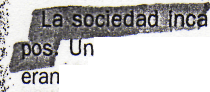 La sociedad inca
pos. Un
eran